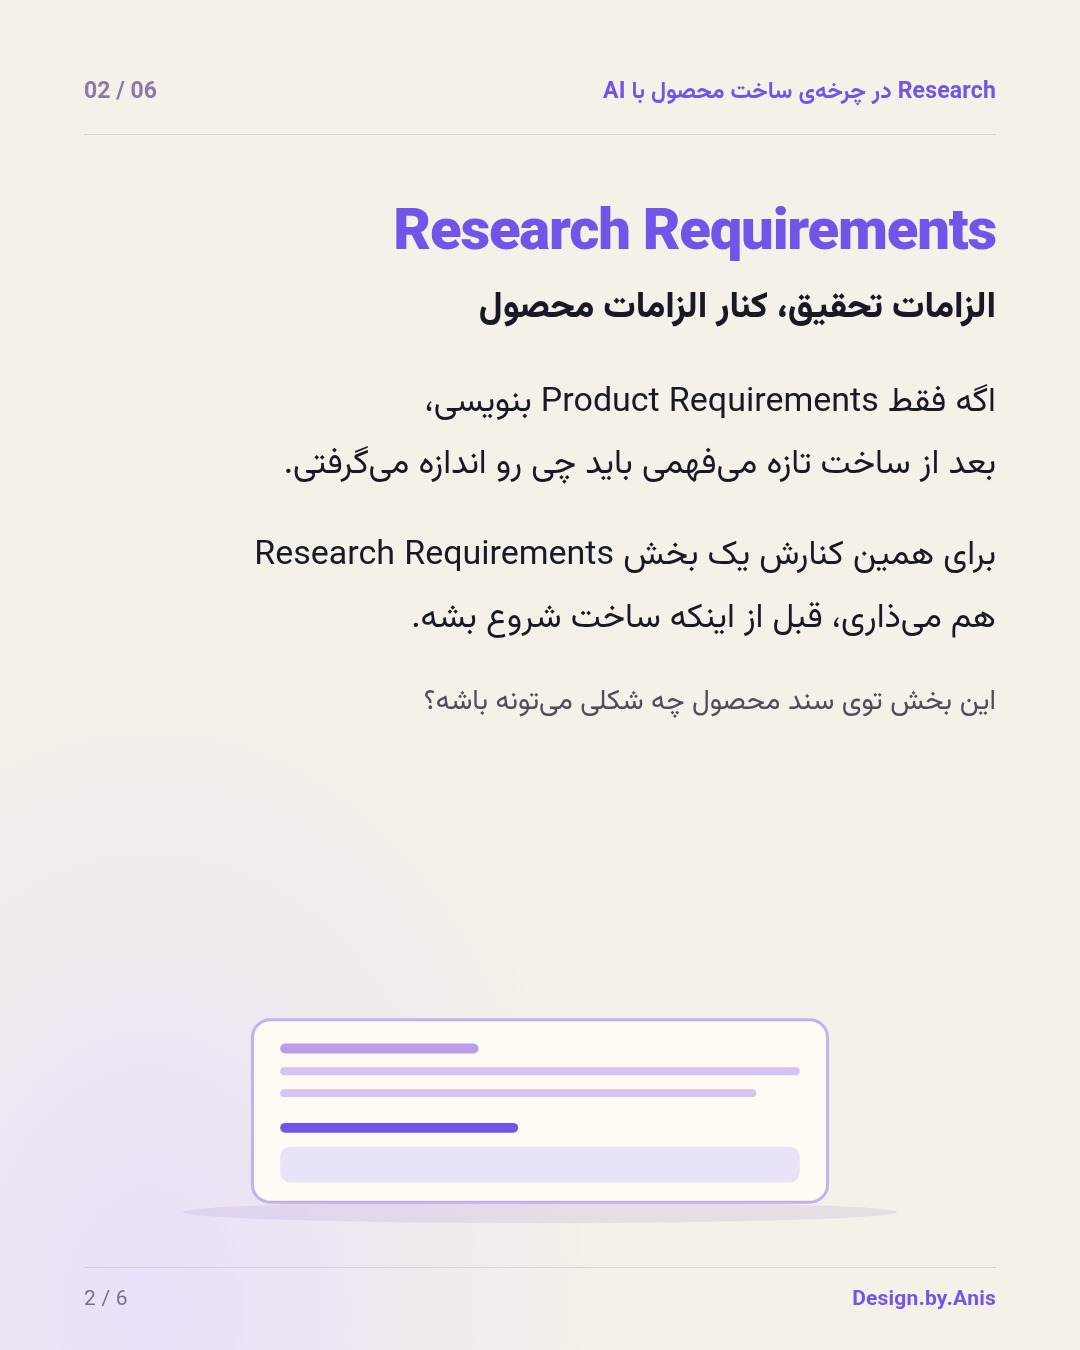 Research در چرخه‌ی ساخت محصول با AI
02 / 06
Research Requirements
الزامات تحقیق، کنار الزامات محصول
اگه فقط Product Requirements بنویسی،
بعد از ساخت تازه می‌فهمی باید چی رو اندازه می‌گرفتی.
برای همین کنارش یک بخش Research Requirements
هم می‌ذاری، قبل از اینکه ساخت شروع بشه.
این بخش توی سند محصول چه شکلی می‌تونه باشه؟
Design.by.Anis
2 / 6